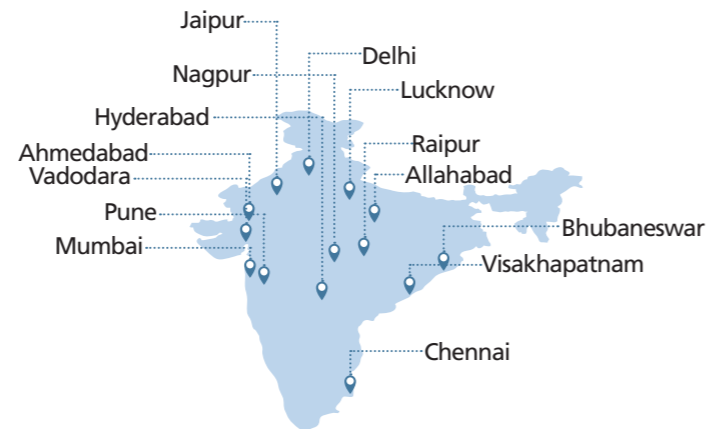 Jaipur
Delhi
Nagpur
Lucknow
Hyderabad
Raipur
Ahmedabad
Allahabad
Vadodara
Pune
Bhubaneswar
Mumbai
Visakhapatnam
Chennai